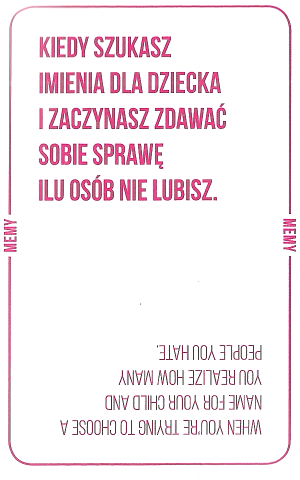 KIEDY SZUKASZ
IMIENIA DLA DZIECKA
I ZACZYNASZ ZDAWAĆ
SOBIE SPRAWĘ
ILU OSÓB NIE LUBISZ.
MEMY
MEMY
WHEN YOU'RE TRYING TO CHOOSE A
NAME FOR YOUR CHILD AND
YOU REALIZE HOW MANY
PEOPLE YOU HATE.